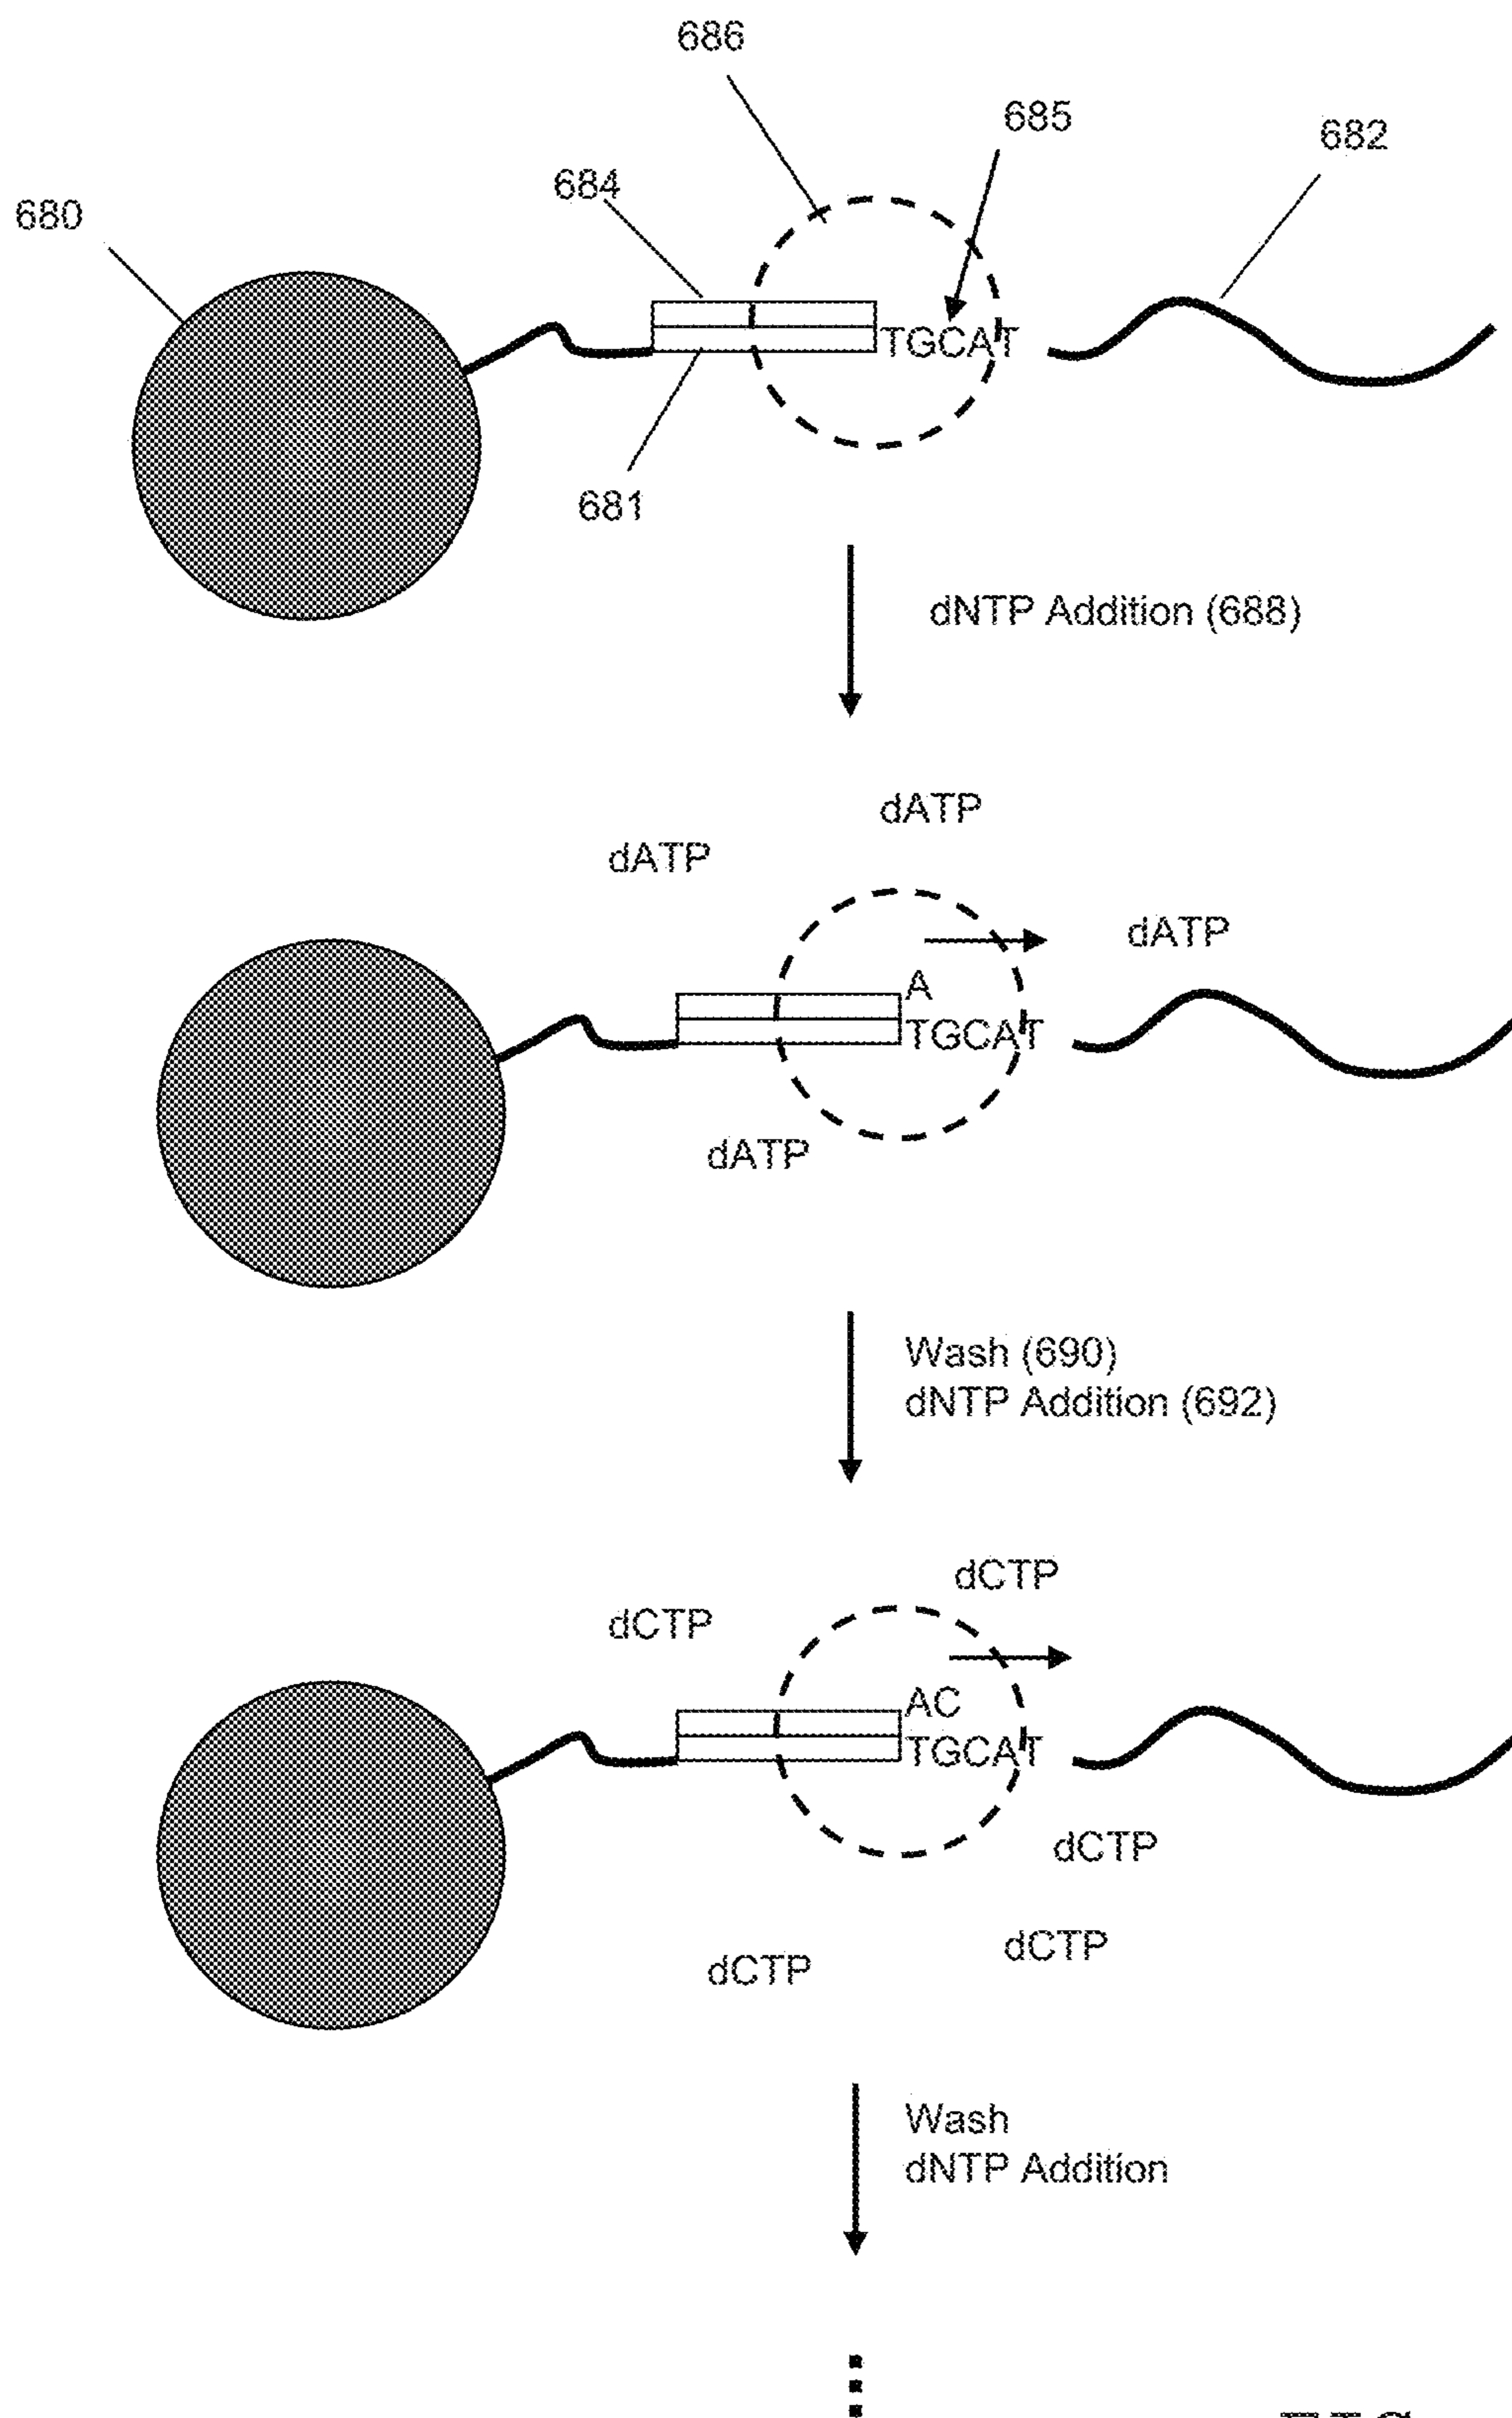 686
685
682
684
680
TGCAT
681
dNTP Addition (688)
dATP
dATP
dATP
A
TGCAT
dATP
Wash (690)
dNTP Addition (692)
dCTP
dCTP
AC
TGCAT
dCTP
dCTP
dCTP
Wash
dNTP Addition